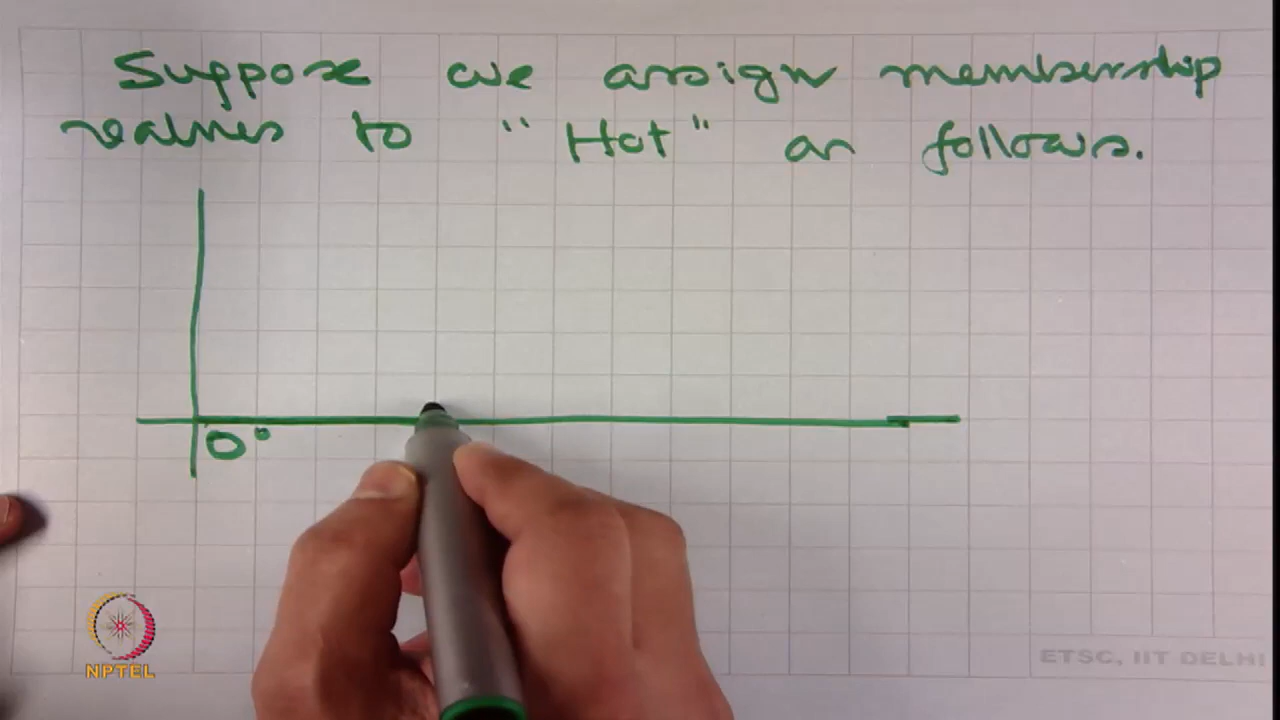 Suppose we assign membership
values to "Hot" as follows.
0°
NPTEL
ETSC, IIT DELHI